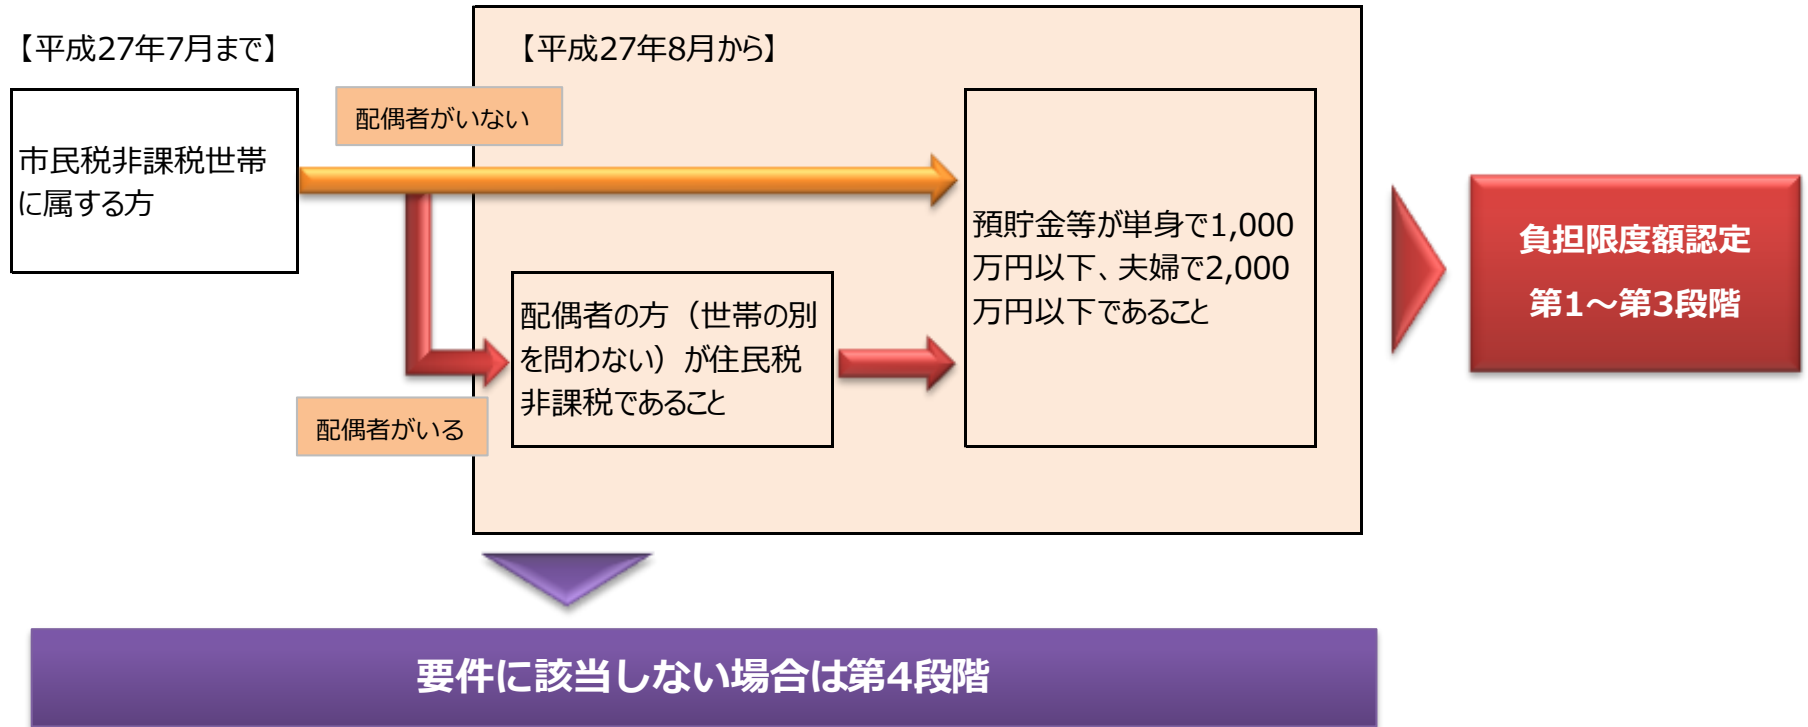 【平成27年7月まで】
【平成27年8月から】
配偶者がいない
市民税非課税世帯
に属する方
預貯金等が単身で1,000
万円以下、夫婦で2,000
万円以下であること
配偶者の方（世帯の別
を問わない）が住民税
非課税であること
配偶者がいる
負担限度額認定
第1～第3段階
要件に該当しない場合は第4段階